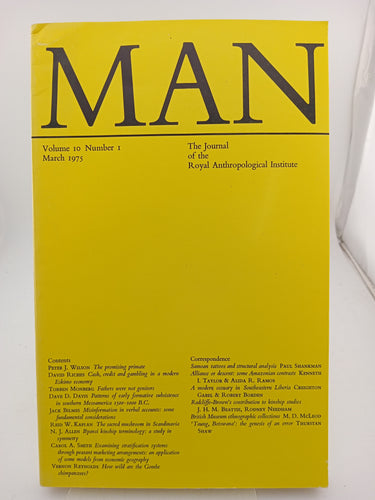 MAN
Volume 10 Number 1
March 1975
The Journal
of the
Royal Anthropological Institute
Contents
PETER J. WILSON The promising primate
DAVID RICHES Cash, credit and gambling in a modern
Eskimo economy
TORBEN MONBERG Fathers were not genitors
DAVE D. DAVIS Patterns of early formative subsistence
in southern Mesoamerica 1500-1000 B.C.
JACK BILMES Misinformation in verbal accounts: some
fundamental considerations
REID W. KAPLAN The sacred mushroom in Scandinavia
N. J. ALLEN Byansi kinship terminology: a study in
symmetry
CAROL A. SMITH Examining stratification systems
through peasant marketing arrangements: an application
of some models from economic geography
VERNON REYNOLDS How wild are the Gombe
chimpanzees?
Correspondence
Samoan tattoos and structural analysis PAUL SHANKMAN
Alliance or descent: some Amazonian contrasts KENNETH
I. TAYLOR & ALCIDA R. RAMOS
A modern ossuary in Southeastern Liberia CREIGHTON
GABEL & ROBERT BORDEN
Radcliffe-Brown's contribution to kinship studies
J. H. M. BEATTIE, RODNEY NEEDHAM
British Museum ethnographic collections M. D. MCLEOD
'Young, Botswana': the genesis of an error THURSTAN
SHAW